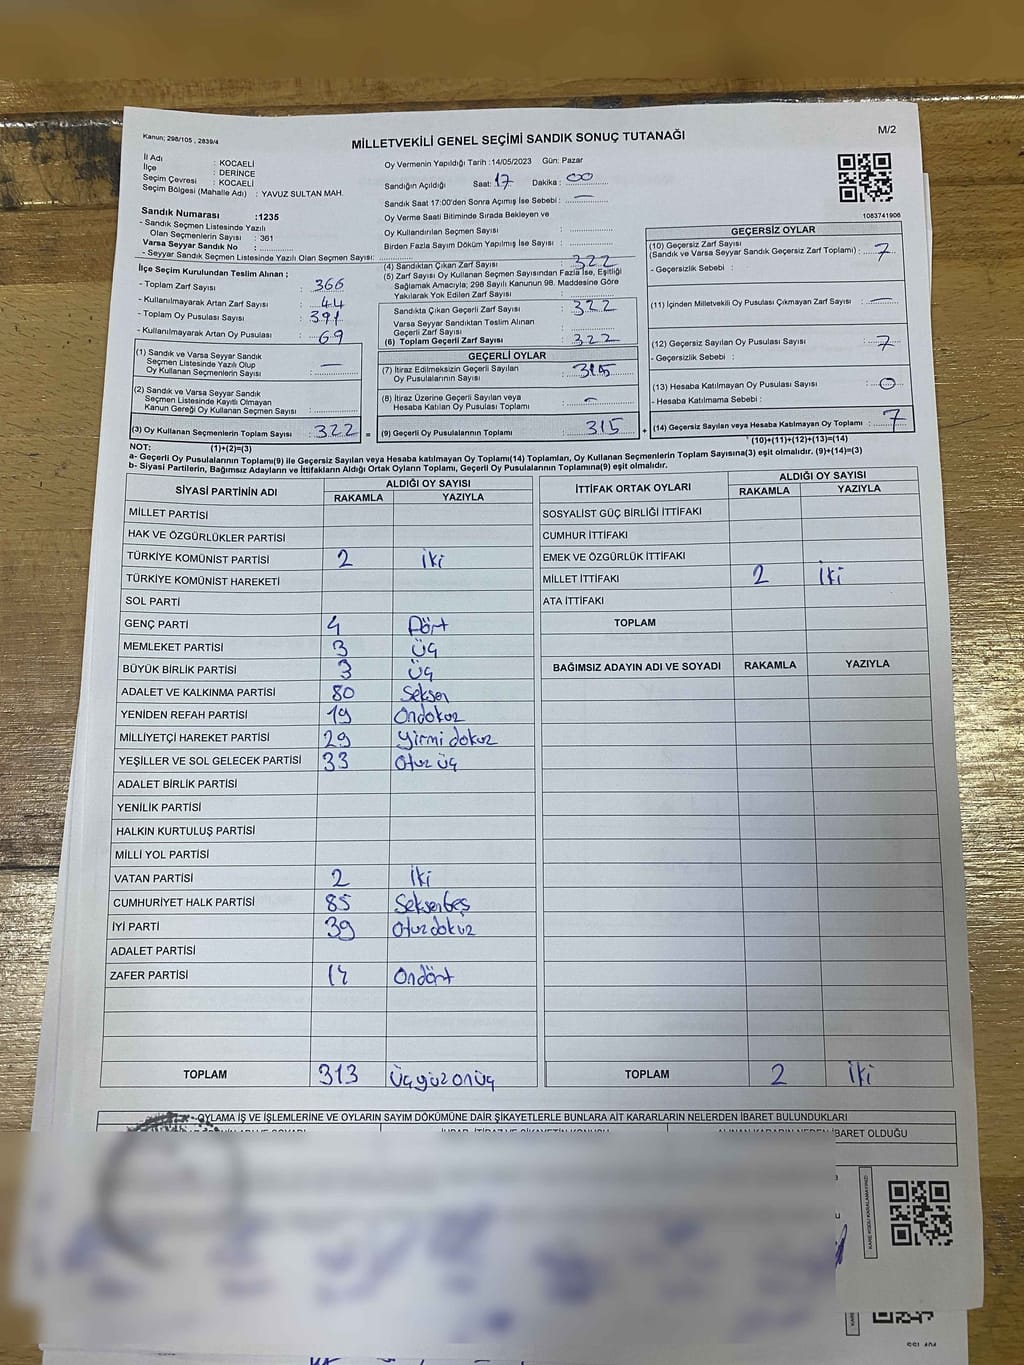 Kanun; 298/105 , 2839/4
MİLLETVEKİLİ GENEL SEÇİMİ SANDIK SONUÇ TUTANAĞI
M/2
İl Adı : KOCAELİ
İlçe : DERİNCE
Seçim Çevresi : KOCAELİ
Seçim Bölgesi (Mahalle Adı) : YAVUZ SULTAN MAH.
Oy Vermenin Yapıldığı Tarih :14/05/2023 Gün: Pazar
Sandığın Açıldığı Saat: 17 Dakika : 00
Sandık Saat 17:00'den Sonra Açımış İse Sebebi : —
Oy Verme Saati Bitiminde Sırada Bekleyen ve
Oy Kullandırılan Seçmen Sayısı :
Birden Fazla Sayım Döküm Yapılmış İse Sayısı :
1083741906
Sandık Numarası :1235
- Sandık Seçmen Listesinde Yazılı
Olan Seçmenlerin Sayısı : 361
Varsa Seyyar Sandık No :
- Seyyar Sandık Seçmen Listesinde Yazılı Olan Seçmen Sayısı:
İlçe Seçim Kurulundan Teslim Alınan ;
- Toplam Zarf Sayısı : 366
- Kullanılmayarak Artan Zarf Sayısı : 44
- Toplam Oy Pusulası Sayısı : 391
- Kullanılmayarak Artan Oy Pusulası : 69
(1) Sandık ve Varsa Seyyar Sandık
Seçmen Listesinde Yazılı Olup
Oy Kullanan Seçmenlerin Sayısı : —
(2) Sandık ve Varsa Seyyar Sandık
Seçmen Listesinde Kayıtlı Olmayan
Kanun Gereği Oy Kullanan Seçmen Sayısı :
(3) Oy Kullanan Seçmenlerin Toplam Sayısı : 322 =
(4) Sandıktan Çıkan Zarf Sayısı : 322
(5) Zarf Sayısı Oy Kullanan Seçmen Sayısından Fazla İse, Eşitliği
Sağlamak Amacıyla; 298 Sayılı Kanunun 98. Maddesine Göre
Yakılarak Yok Edilen Zarf Sayısı :
Sandıkta Çıkan Geçerli Zarf Sayısı : 322
Varsa Seyyar Sandıktan Teslim Alınan
Geçerli Zarf Sayısı :
(6) Toplam Geçerli Zarf Sayısı : 322
GEÇERLİ OYLAR
(7) İtiraz Edilmeksizin Geçerli Sayılan
Oy Pusulalarının Sayısı : 315
(8) İtiraz Üzerine Geçerli Sayılan veya
Hesaba Katılan Oy Pusulası Toplamı : -
(9) Geçerli Oy Pusulalarının Toplamı : 315 +
GEÇERSİZ OYLAR
(10) Geçersiz Zarf Sayısı
(Sandık ve Varsa Seyyar Sandık Geçersiz Zarf Toplamı) : 7
- Geçersizlik Sebebi :
(11) İçinden Milletvekili Oy Pusulası Çıkmayan Zarf Sayısı : —
(12) Geçersiz Sayılan Oy Pusulası Sayısı : 7
- Geçersizlik Sebebi :
(13) Hesaba Katılmayan Oy Pusulası Sayısı : 0
- Hesaba Katılmama Sebebi :
(14) Geçersiz Sayılan veya Hesaba Katılmayan Oy Toplamı : 7
NOT: (1)+(2)=(3)
(10)+(11)+(12)+(13)=(14)
a- Geçerli Oy Pusulalarının Toplamı(9) ile Geçersiz Sayılan veya Hesaba Katılmayan Oy Toplamı(14) Toplamları, Oy Kullanan Seçmenlerin Toplam Sayısına(3) eşit olmalıdır. (9)+(14)=(3)
b- Siyasi Partilerin, Bağımsız Adayların ve İttifakların Aldığı Ortak Oyların Toplamı, Geçerli Oy Pusulalarının Toplamına(9) eşit olmalıdır.
SİYASİ PARTİNİN ADI ALDIĞI OY SAYISI
RAKAMLA YAZIYLA
MİLLET PARTİSİ
HAK VE ÖZGÜRLÜKLER PARTİSİ
TÜRKİYE KOMÜNİST PARTİSİ 2 iki
TÜRKİYE KOMÜNİST HAREKETİ
SOL PARTİ
GENÇ PARTİ 4 Dört
MEMLEKET PARTİSİ 3 Üç
BÜYÜK BİRLİK PARTİSİ 3 Üç
ADALET VE KALKINMA PARTİSİ 80 Seksen
YENİDEN REFAH PARTİSİ 19 Ondokuz
MİLLİYETÇİ HAREKET PARTİSİ 29 Yirmi dokuz
YEŞİLLER VE SOL GELECEK PARTİSİ 33 Otuz üç
ADALET BİRLİK PARTİSİ
YENİLİK PARTİSİ
HALKIN KURTULUŞ PARTİSİ
MİLLİ YOL PARTİSİ
VATAN PARTİSİ 2 İki
CUMHURİYET HALK PARTİSİ 85 Seksenbeş
İYİ PARTİ 39 Otuzdokuz
ADALET PARTİSİ
ZAFER PARTİSİ 14 Ondört
TOPLAM 313 Üçyüzonüç
İTTİFAK ORTAK OYLARI ALDIĞI OY SAYISI
RAKAMLA YAZIYLA
SOSYALİST GÜÇ BİRLİĞİ İTTİFAKI
CUMHUR İTTİFAKI
EMEK VE ÖZGÜRLÜK İTTİFAKI
MİLLET İTTİFAKI 2 İki
ATA İTTİFAKI
TOPLAM
BAĞIMSIZ ADAYIN ADI VE SOYADI RAKAMLA YAZIYLA
TOPLAM 2 İki
OYLAMA İŞ VE İŞLEMLERİNE VE OYLARIN SAYIM DÖKÜMÜNE DAİR ŞİKAYETLERLE BUNLARA AİT KARARLARIN NELERDEN İBARET BULUNDUKLARI
İBARET OLDUĞU
KARE KODU KARALAMAYINIZ!